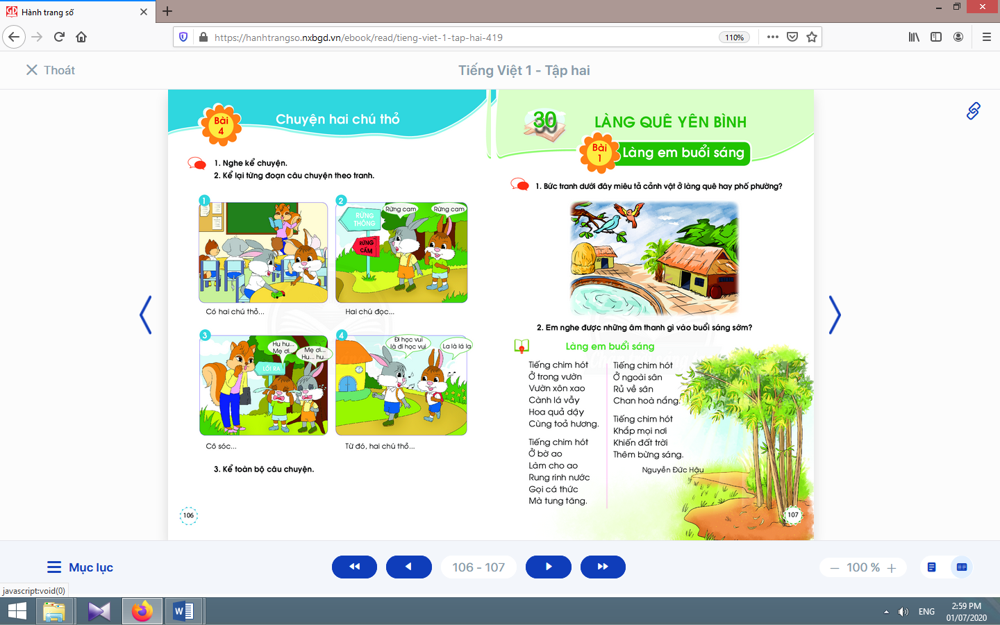 Hành trang số
https://hanhtrangso.nxbgd.vn/ebook/read/tieng-viet-1-tap-hai-419
110%
Thoát
Tiếng Việt 1 - Tập hai
Bài
4
Chuyện hai chú thỏ
1. Nghe kể chuyện.
2. Kể lại từng đoạn câu chuyện theo tranh.
1
Có hai chú thỏ...
2
RỪNG
THÔNG
RỪNG
CẤM
Rừng cam
Rừng cam
Hai chú đọc...
3
Hu hu...
Mẹ ơi...
Mẹ ơi...
Hu... hu...
LỐI RA
Cô sóc...
4
Đi học vui
là đi học vui
La là lá la
Từ đó, hai chú thỏ...
3. Kể toàn bộ câu chuyện.
106
30
LÀNG QUÊ YÊN BÌNH
Bài
1
Làng em buổi sáng
1. Bức tranh dưới đây miêu tả cảnh vật ở làng quê hay phố phường?
2. Em nghe được những âm thanh gì vào buổi sáng sớm?
Làng em buổi sáng
Tiếng chim hót
Ở trong vườn
Vườn xôn xao
Cành lá vẫy
Hoa quả dậy
Cùng toả hương.
Tiếng chim hót
Ở bờ ao
Làm cho ao
Rung rinh nước
Gọi cá thức
Mà tung tăng.
Tiếng chim hót
Ở ngoài sân
Rủ về sân
Chan hoà nắng.
Tiếng chim hót
Khắp mọi nơi
Khiến đất trời
Thêm bừng sáng.
Nguyễn Đức Hậu
107
Mục lục
106 - 107
100 %
javascript:void(0)
ENG
2:59 PM
01/07/2020